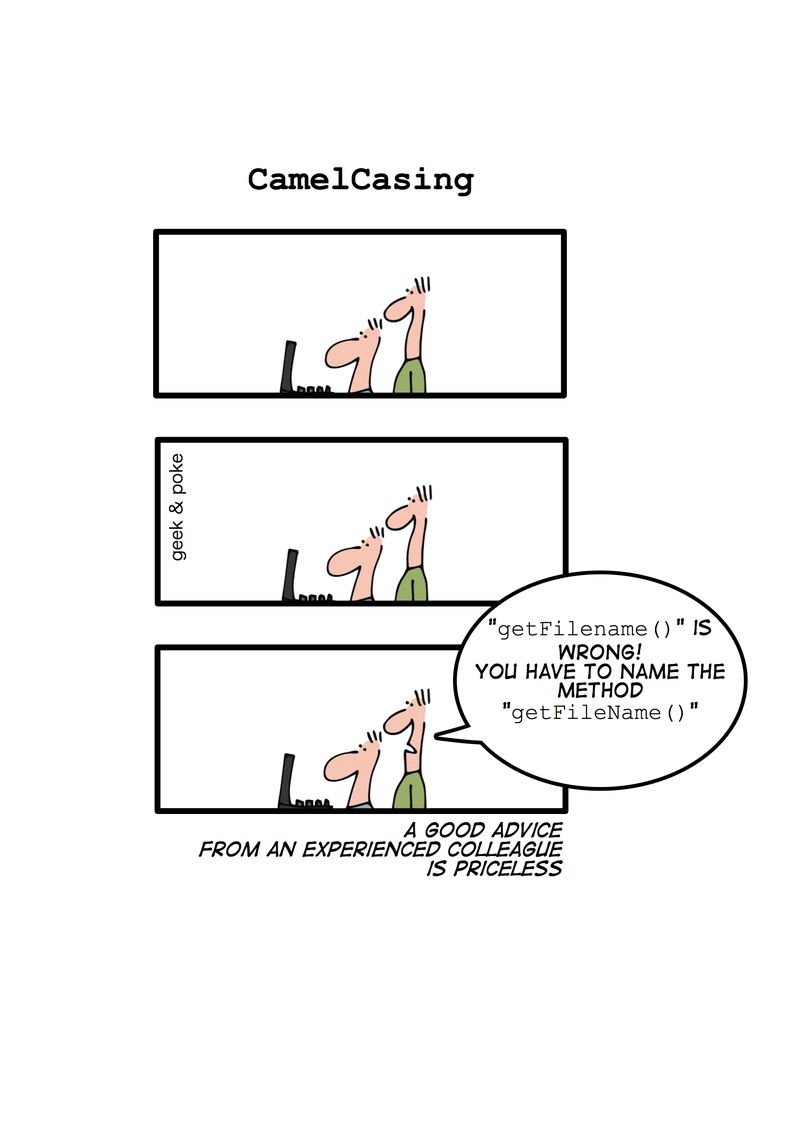 CamelCasing
geek & poke
"getFilename()" IS
WRONG!
YOU HAVE TO NAME THE
METHOD
"getFileName()"
A GOOD ADVICE
FROM AN EXPERIENCED COLLEAGUE
IS PRICELESS